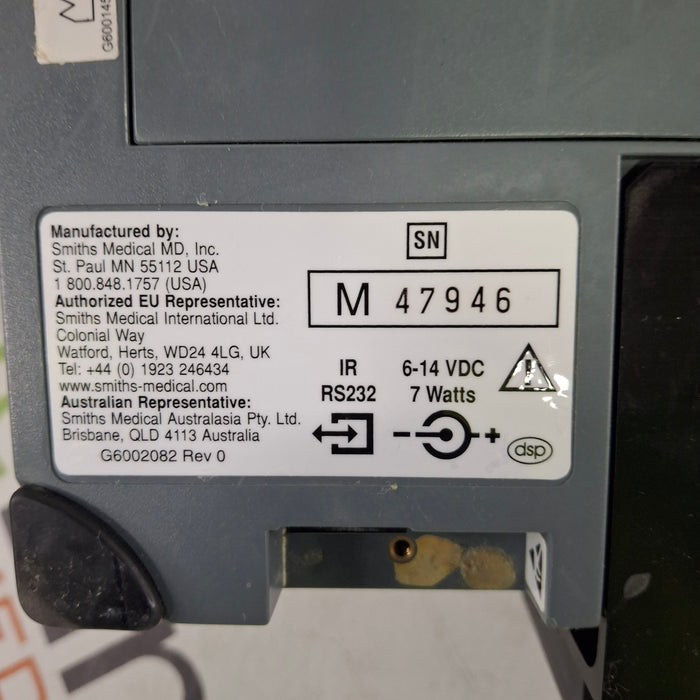 G600145
Manufactured by:
Smiths Medical MD, Inc.
St. Paul MN 55112 USA
1 800.848.1757 (USA)
Authorized EU Representative:
Smiths Medical International Ltd.
Colonial Way
Watford, Herts, WD24 4LG, UK
Tel: +44 (0) 1923 246434
www.smiths-medical.com
Australian Representative:
Smiths Medical Australasia Pty. Ltd.
Brisbane, QLD 4113 Australia
G6002082 Rev 0
SN
M 47946
IR
RS232
6-14 VDC
7 Watts
- +
dsp